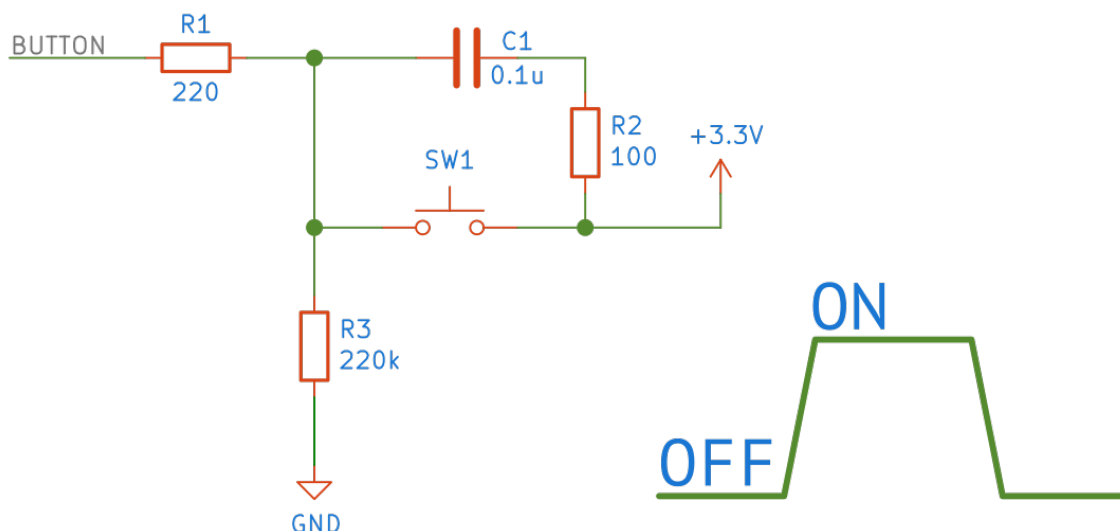 R1
BUTTON
220
C1
0.1u
R2
100
+3.3V
SW1
R3
220k
GND
ON
OFF